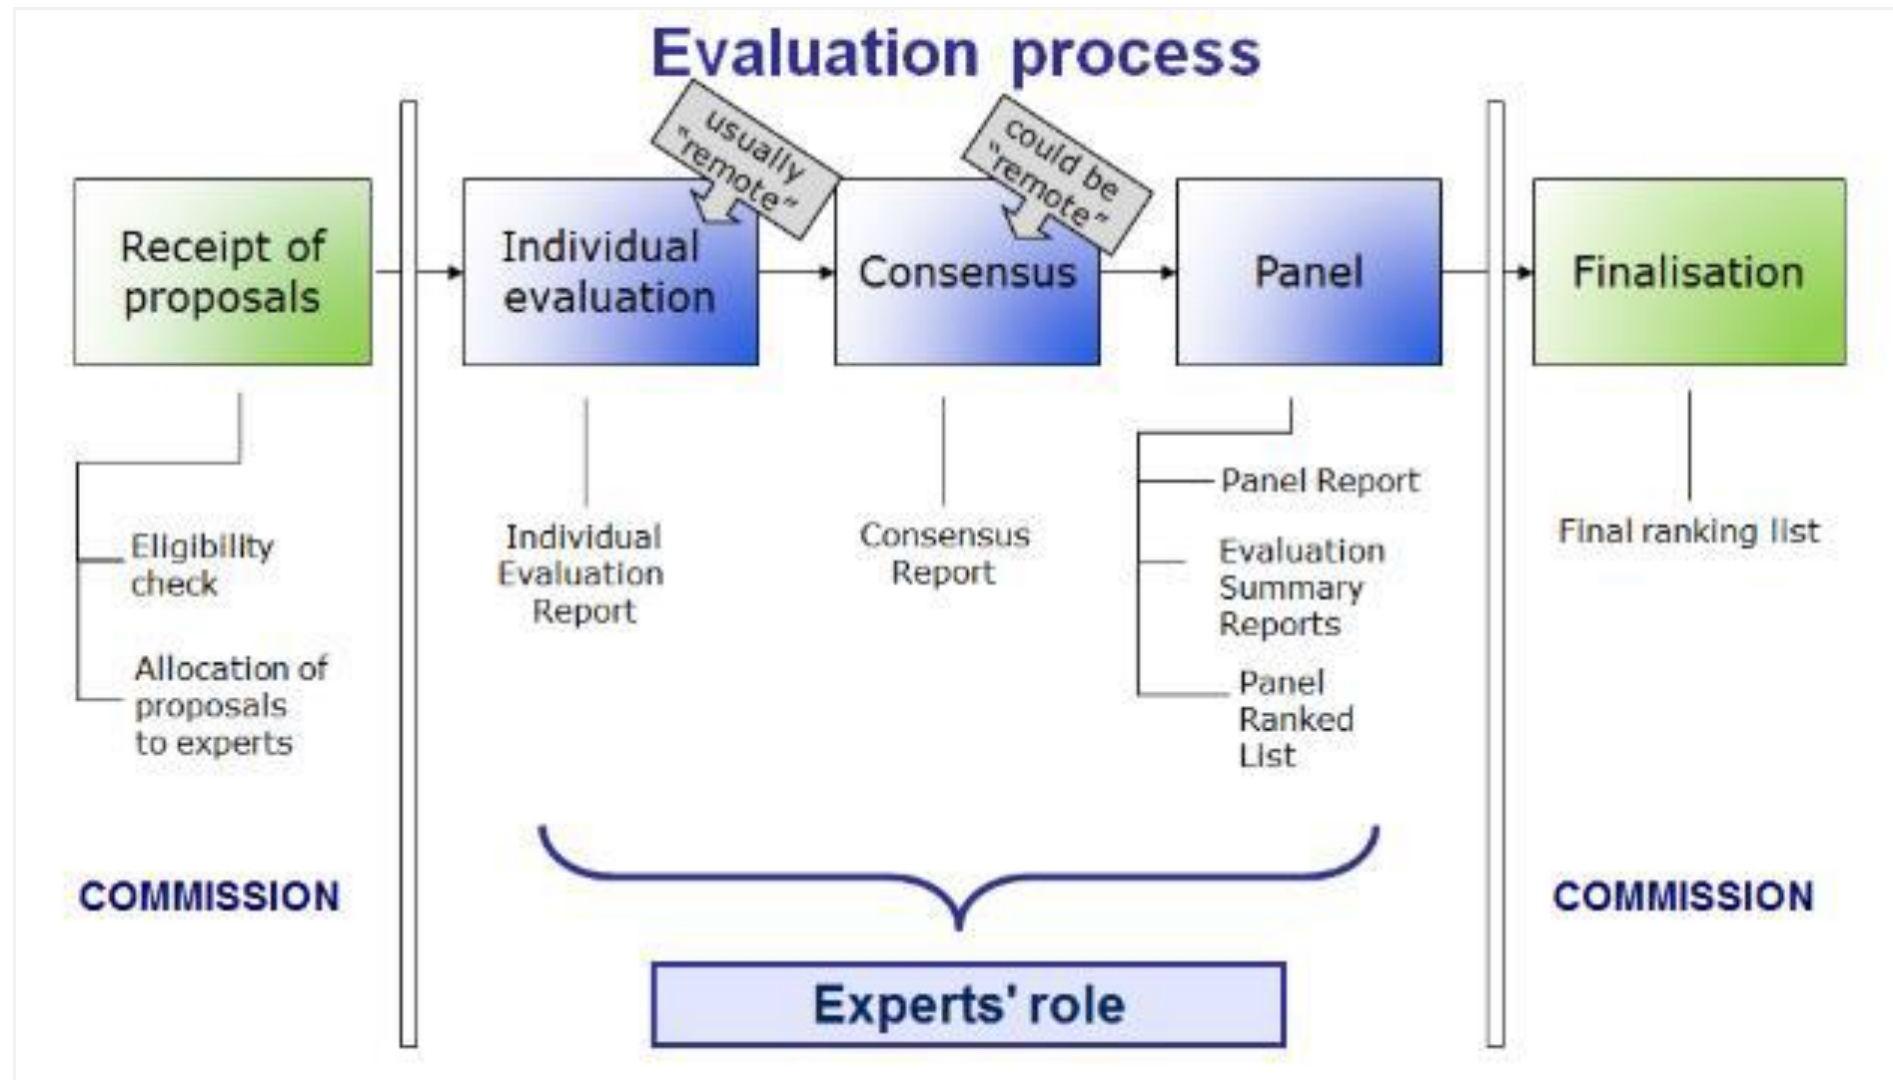 Evaluation process
usually
"remote"
could be
"remote"
Receipt of
proposals
Individual
evaluation
Consensus
Panel
Finalisation
Eligibility
check
Allocation of
proposals
to experts
Individual
Evaluation
Report
Consensus
Report
Panel Report
Evaluation
Summary
Reports
Panel
Ranked
List
Final ranking list
COMMISSION
COMMISSION
Experts' role